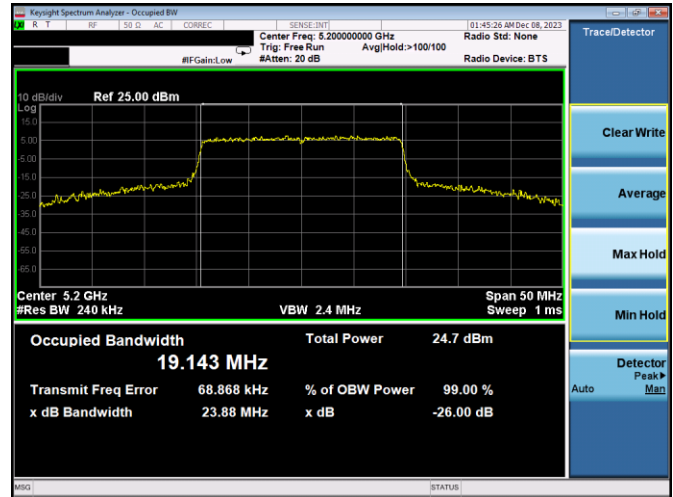 Keysight Spectrum Analyzer - Occupied BW
R T RF 50 Ω AC CORREC SENSE:INT 01:45:26 AM Dec 08, 2023
Center Freq: 5.200000000 GHz Radio Std: None
Trig: Free Run Avg|Hold:>100/100
#IFGain:Low #Atten: 20 dB Radio Device: BTS
Trace/Detector
10 dB/div Ref 25.00 dBm
Log
15.0
5.00
-5.00
-15.0
-25.0
-35.0
-45.0
-55.0
-65.0
Center 5.2 GHz Span 50 MHz
#Res BW 240 kHz VBW 2.4 MHz Sweep 1 ms
Occupied Bandwidth Total Power 24.7 dBm
19.143 MHz
Transmit Freq Error 68.868 kHz % of OBW Power 99.00 %
x dB Bandwidth 23.88 MHz x dB -26.00 dB
Clear Write
Average
Max Hold
Min Hold
Detector
Peak▶
Auto Man
MSG STATUS